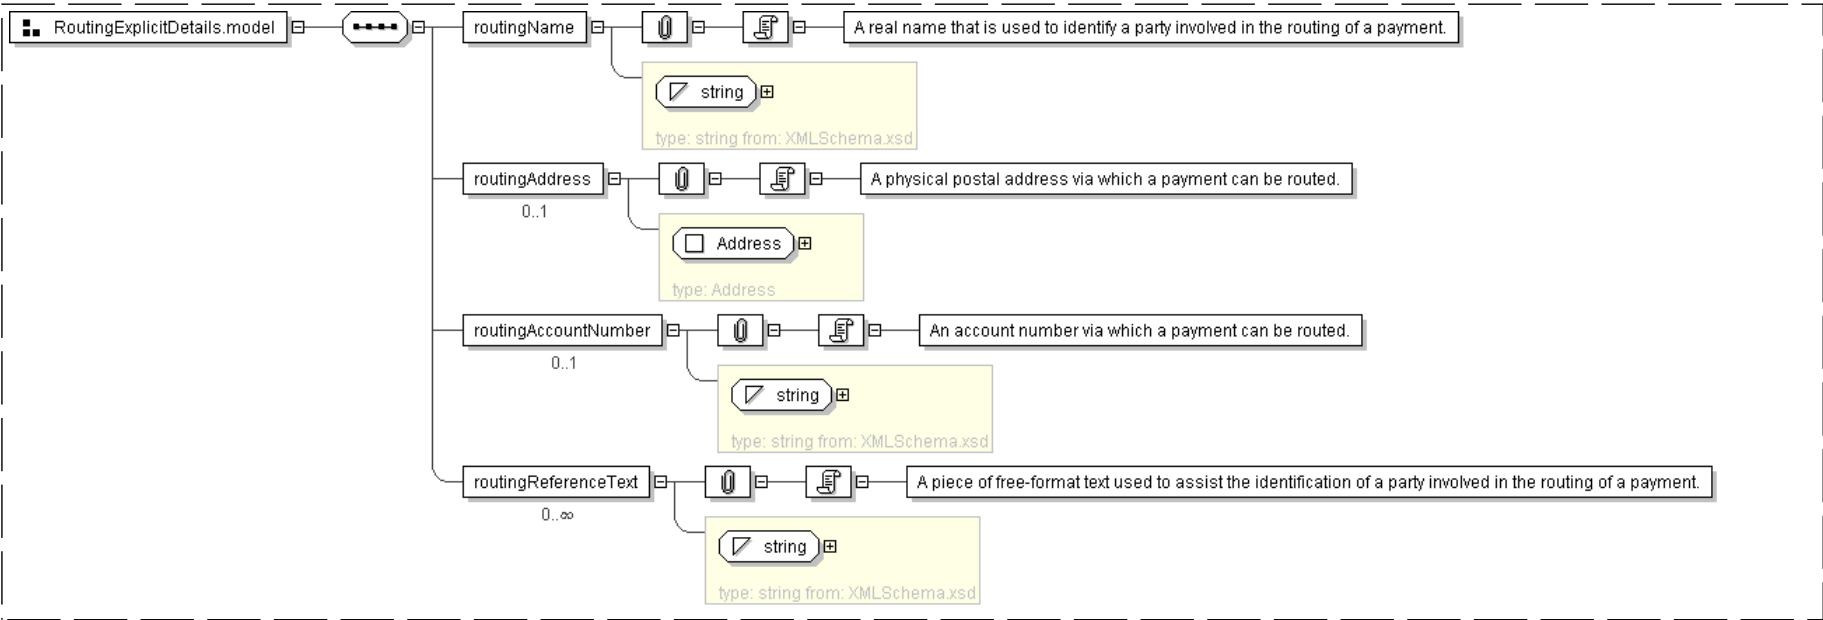 RoutingExplicitDetails.model
routingName
A real name that is used to identify a party involved in the routing of a payment.
string
type: string from: XMLSchema.xsd
routingAddress
A physical postal address via which a payment can be routed.
0..1
Address
type: Address
routingAccountNumber
An account number via which a payment can be routed.
0..1
string
type: string from: XMLSchema.xsd
routingReferenceText
A piece of free-format text used to assist the identification of a party involved in the routing of a payment.
0..∞
string
type: string from: XMLSchema.xsd